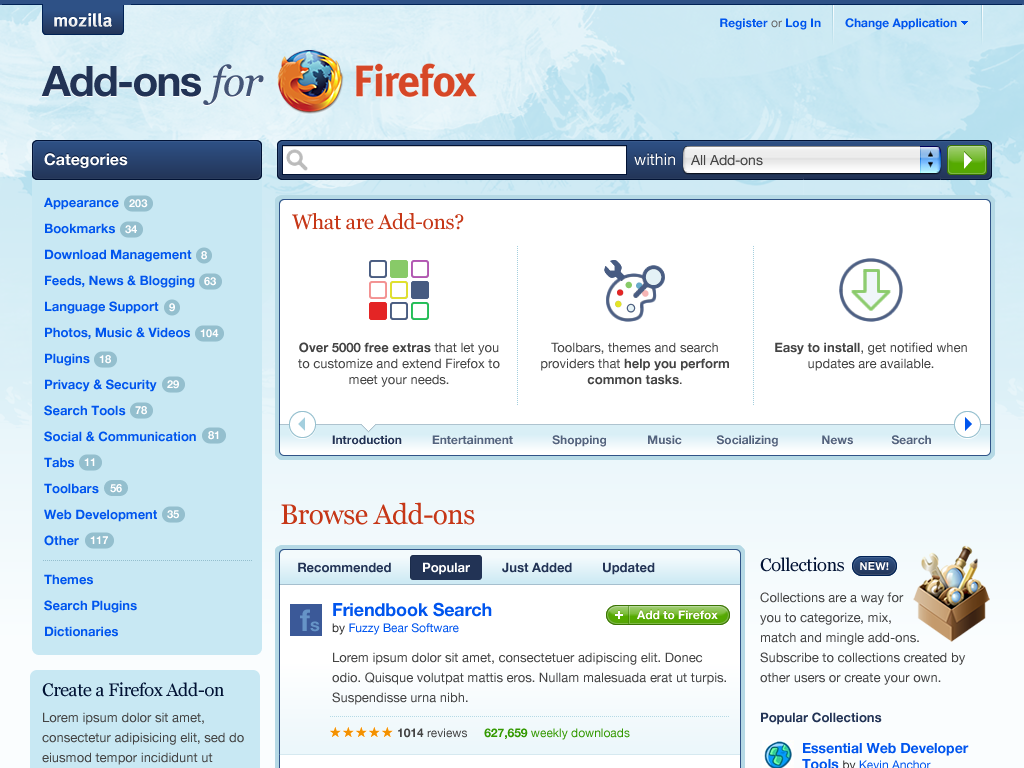 mozilla
Register or Log In
Change Application
Add-ons for Firefox
Categories
within
All Add-ons
Appearance 203
Bookmarks 34
Download Management 8
Feeds, News & Blogging 63
Language Support 9
Photos, Music & Videos 104
Plugins 18
Privacy & Security 29
Search Tools 78
Social & Communication 81
Tabs 11
Toolbars 56
Web Development 35
Other 117
Themes
Search Plugins
Dictionaries
Create a Firefox Add-on
Lorem ipsum dolor sit amet,
consectetur adipisicing elit, sed do
eiusmod tempor incididunt ut
What are Add-ons?
Over 5000 free extras that let you
to customize and extend Firefox to
meet your needs.
Toolbars, themes and search
providers that help you perform
common tasks.
Easy to install, get notified when
updates are available.
Introduction
Entertainment
Shopping
Music
Socializing
News
Search
Browse Add-ons
Recommended
Popular
Just Added
Updated
fs
Friendbook Search
by Fuzzy Bear Software
+ Add to Firefox
Lorem ipsum dolor sit amet, consectetuer adipiscing elit. Donec
odio. Quisque volutpat mattis eros. Nullam malesuada erat ut turpis.
Suspendisse urna nibh.
1014 reviews
627,659 weekly downloads
Collections NEW!
Collections are a way for
you to categorize, mix,
match and mingle add-ons.
Subscribe to collections created by
other users or create your own.
Popular Collections
Essential Web Developer
Tools by Kevin Anchor